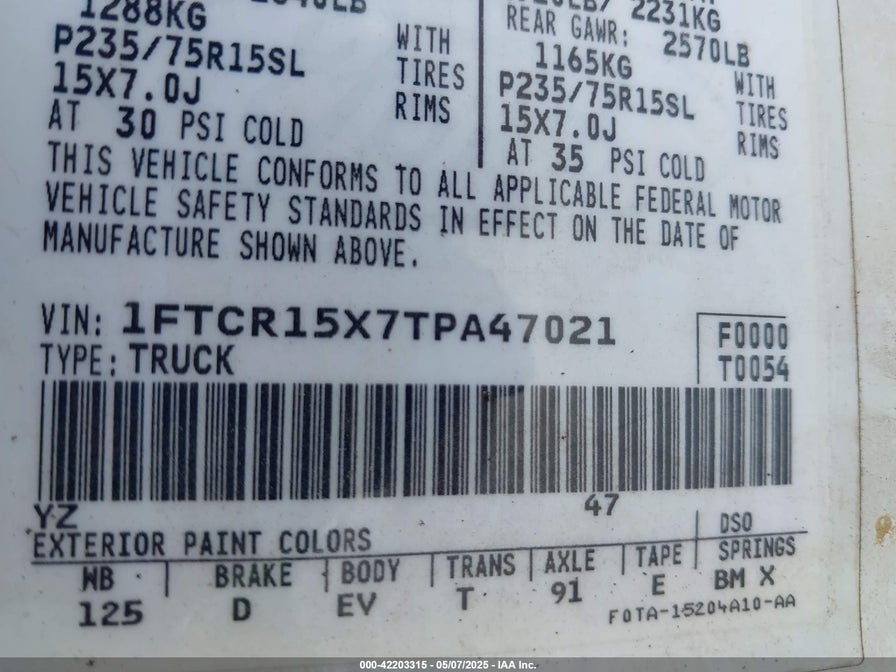 1288KG
P235/75R15SL WITH TIRES
15X7.0J RIMS
AT 30 PSI COLD
2231KG
REAR GAWR: 2570LB
1165KG WITH
P235/75R15SL TIRES
15X7.0J RIMS
AT 35 PSI COLD
THIS VEHICLE CONFORMS TO ALL APPLICABLE FEDERAL MOTOR
VEHICLE SAFETY STANDARDS IN EFFECT ON THE DATE OF
MANUFACTURE SHOWN ABOVE.
VIN: 1FTCR15X7TPA47021 F0000
TYPE: TRUCK T0054
YZ 47
EXTERIOR PAINT COLORS DSO
WB BRAKE BODY TRANS AXLE TAPE SPRINGS
125 D EV T 91 E BM X
F0TA-15204A10-AA
000-42203315 - 05/07/2025 - IAA Inc.